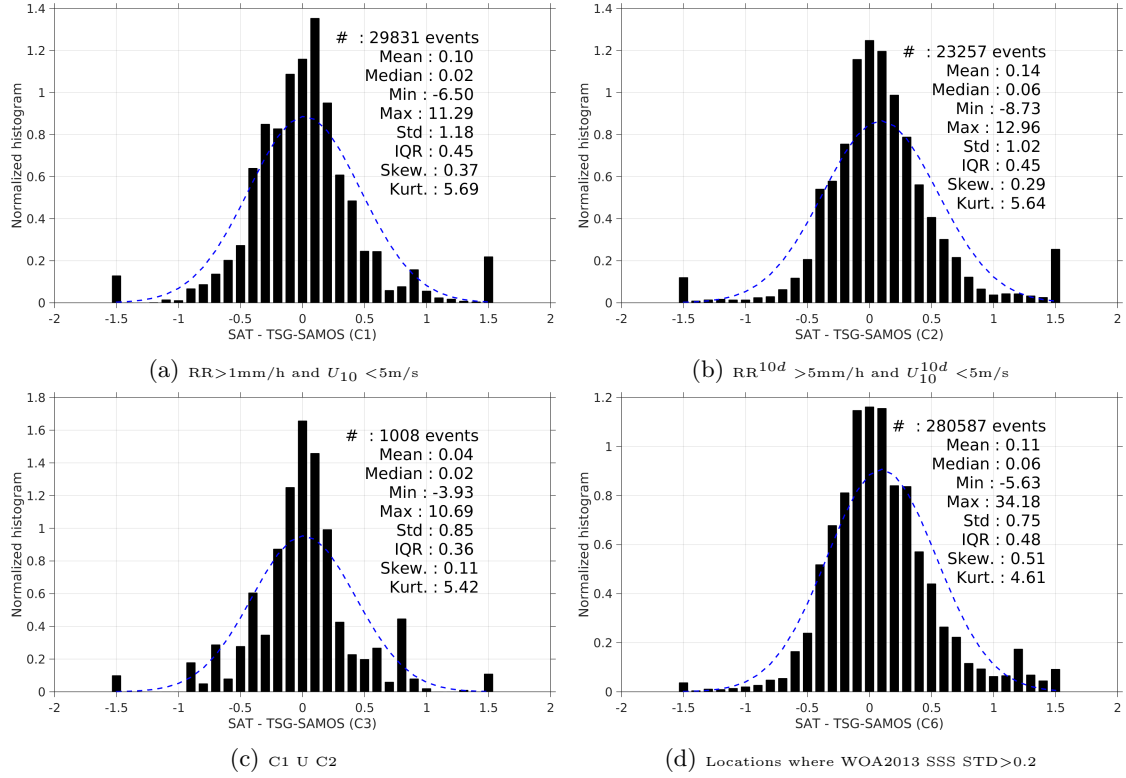 1.4
1.2
1
0.8
0.6
0.4
0.2
0
Normalized histogram
# : 29831 events
Mean : 0.10
Median : 0.02
Min : -6.50
Max : 11.29
Std : 1.18
IQR : 0.45
Skew. : 0.37
Kurt. : 5.69
-2 -1.5 -1 -0.5 0 0.5 1 1.5 2
SAT - TSG-SAMOS (C1)
(a) RR>1mm/h and U10 <5m/s
1.4
1.2
1
0.8
0.6
0.4
0.2
0
Normalized histogram
# : 23257 events
Mean : 0.14
Median : 0.06
Min : -8.73
Max : 12.96
Std : 1.02
IQR : 0.45
Skew. : 0.29
Kurt. : 5.64
-2 -1.5 -1 -0.5 0 0.5 1 1.5 2
SAT - TSG-SAMOS (C2)
(b) RR10d >5mm/h and U10 10d <5m/s
1.8
1.6
1.4
1.2
1
0.8
0.6
0.4
0.2
0
Normalized histogram
# : 1008 events
Mean : 0.04
Median : 0.02
Min : -3.93
Max : 10.69
Std : 0.85
IQR : 0.36
Skew. : 0.11
Kurt. : 5.42
-2 -1.5 -1 -0.5 0 0.5 1 1.5 2
SAT - TSG-SAMOS (C3)
(c) C1 U C2
1.2
1
0.8
0.6
0.4
0.2
0
Normalized histogram
# : 280587 events
Mean : 0.11
Median : 0.06
Min : -5.63
Max : 34.18
Std : 0.75
IQR : 0.48
Skew. : 0.51
Kurt. : 4.61
-2 -1.5 -1 -0.5 0 0.5 1 1.5 2
SAT - TSG-SAMOS (C6)
(d) Locations where WOA2013 SSS STD>0.2